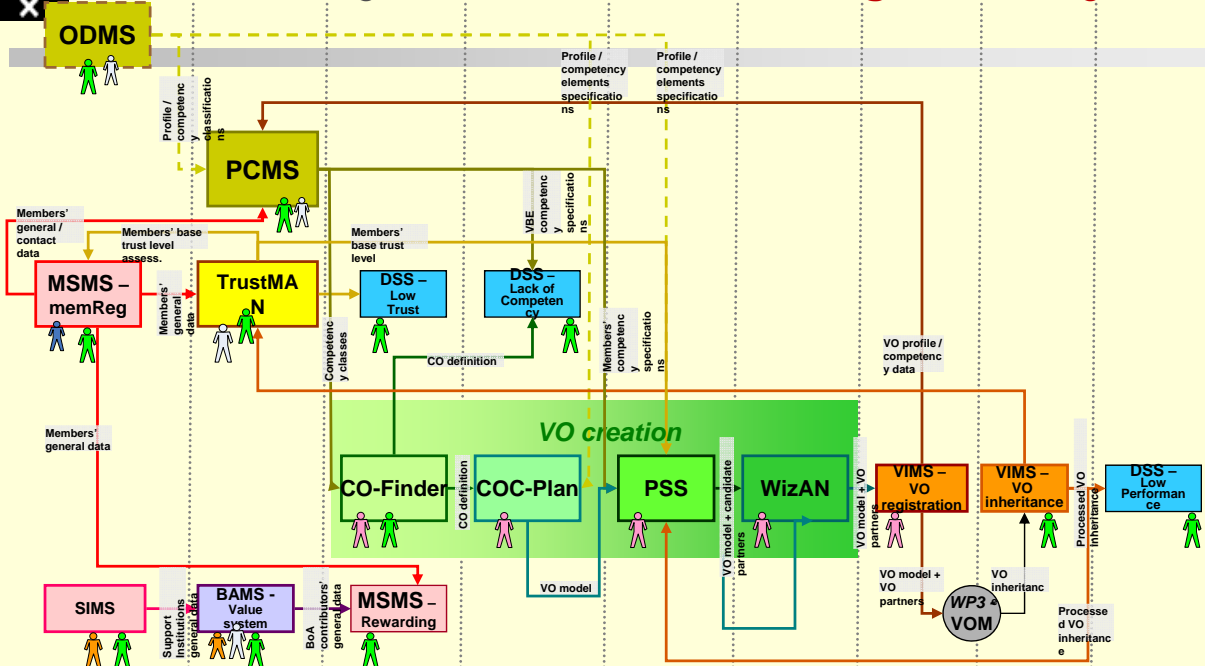 ODMS
Profile /
competency
elements
specificatio
ns
Profile /
competency
elements
specificatio
ns
Profile /
competenc
y
classificatio
ns
PCMS
VBE
competenc
y
specificatio
ns
Members'
general /
contact
data
Members' base
trust level
assess.
Members'
base trust
level
MSMS –
memReg
Members'
general
data
TrustMA
N
DSS –
Low
Trust
DSS –
Lack of
Competen
cy
Competenc
y classes
CO definition
Members'
competenc
y
specificatio
ns
VO profile /
competenc
y data
Members'
general data
VO creation
CO-Finder
CO definition
COC-Plan
PSS
VO model + candidate
partners
WizAN
VO model + VO
partners
VIMS –
VO
registration
VIMS –
VO
inheritance
Processed VO
inheritance
DSS –
Low
Performan
ce
VO model
VO model +
VO
partners
VO
inheritanc
WP3
VOM
Processe
d VO
inheritanc
e
SIMS
Support
Institutions'
general data
BAMS -
Value
system
BoA
contributors'
general data
MSMS –
Rewarding